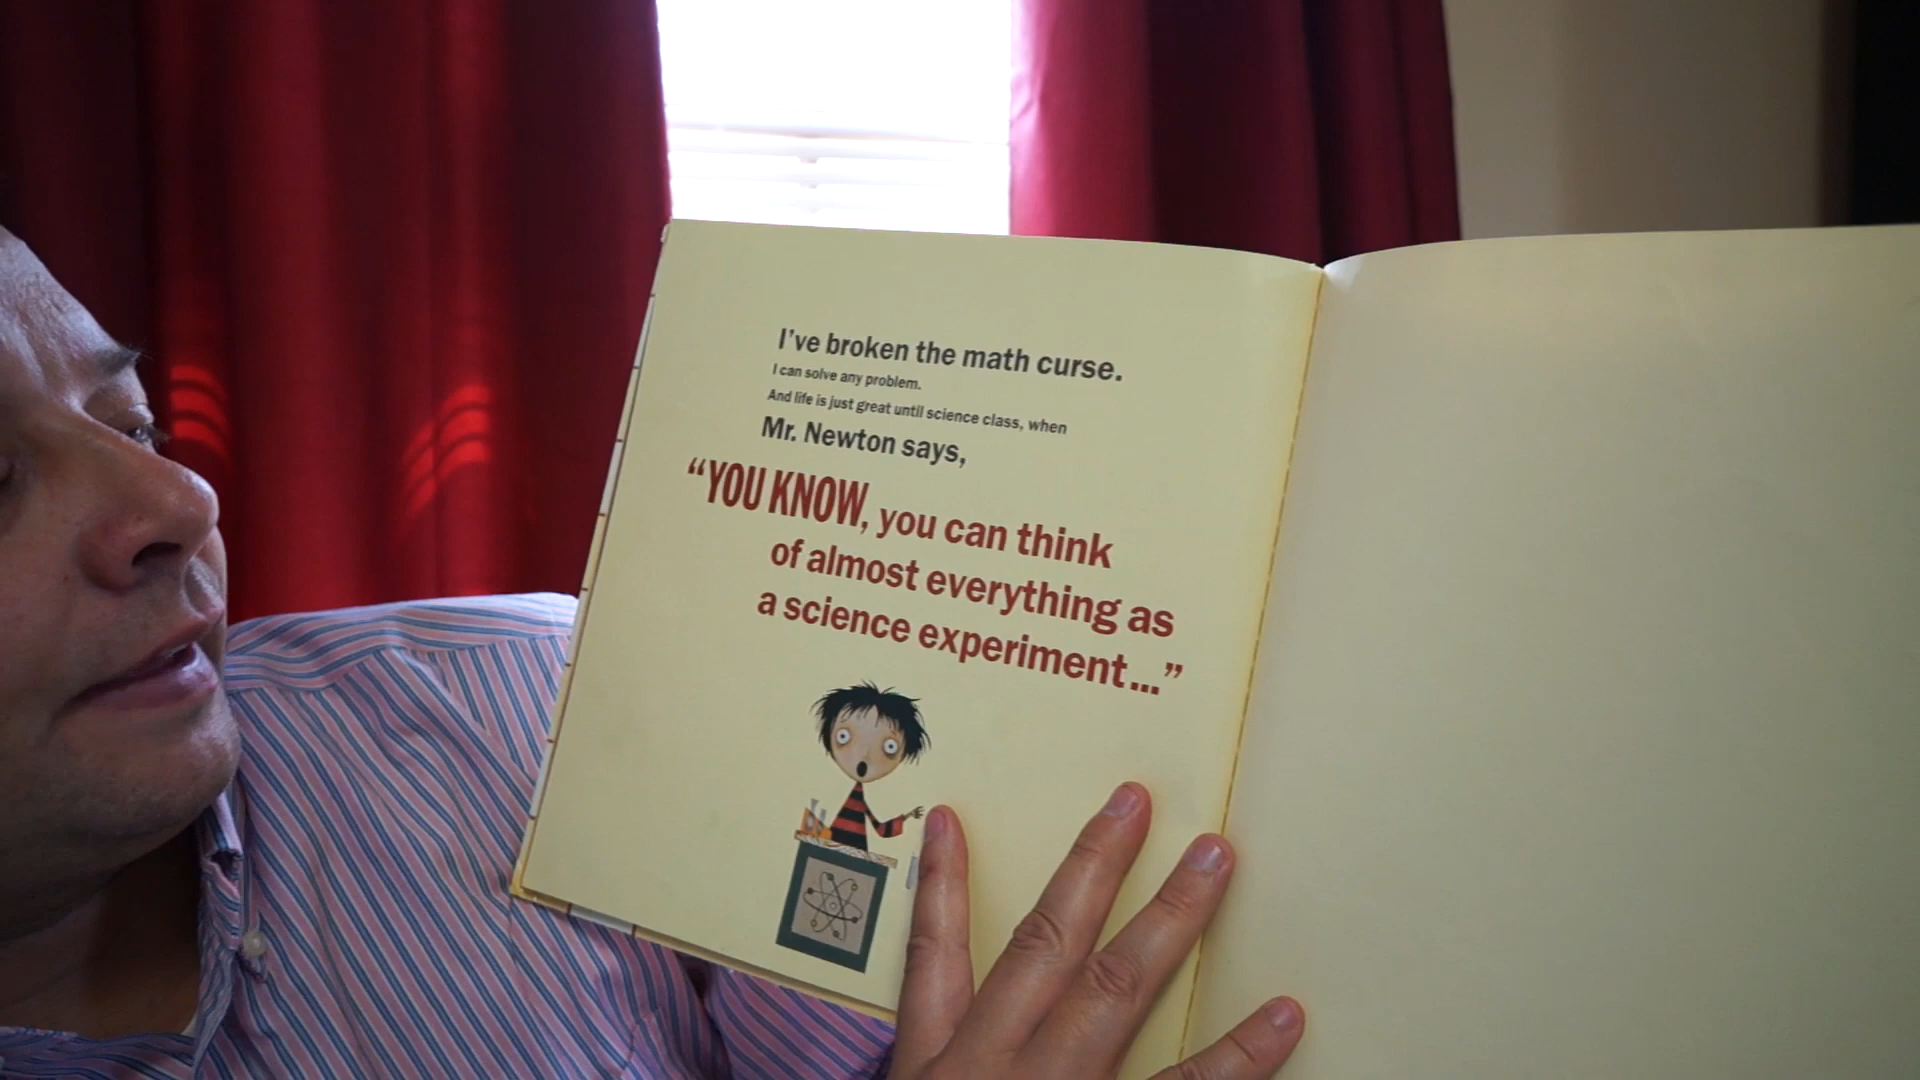 I've broken the math curse.
I can solve any problem.
And life is just great until science class, when
Mr. Newton says,
“YOU KNOW, you can think
of almost everything as
a science experiment...”